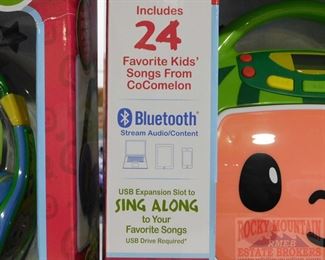 Includes
24
Favorite Kids'
Songs From
CoComelon
Bluetooth®
Stream Audio/Content
USB Expansion Slot to
SING ALONG
to Your
Favorite Songs
USB Drive Required*
ROCKY MOUNTAIN
RMEB
ESTATE BROKERS